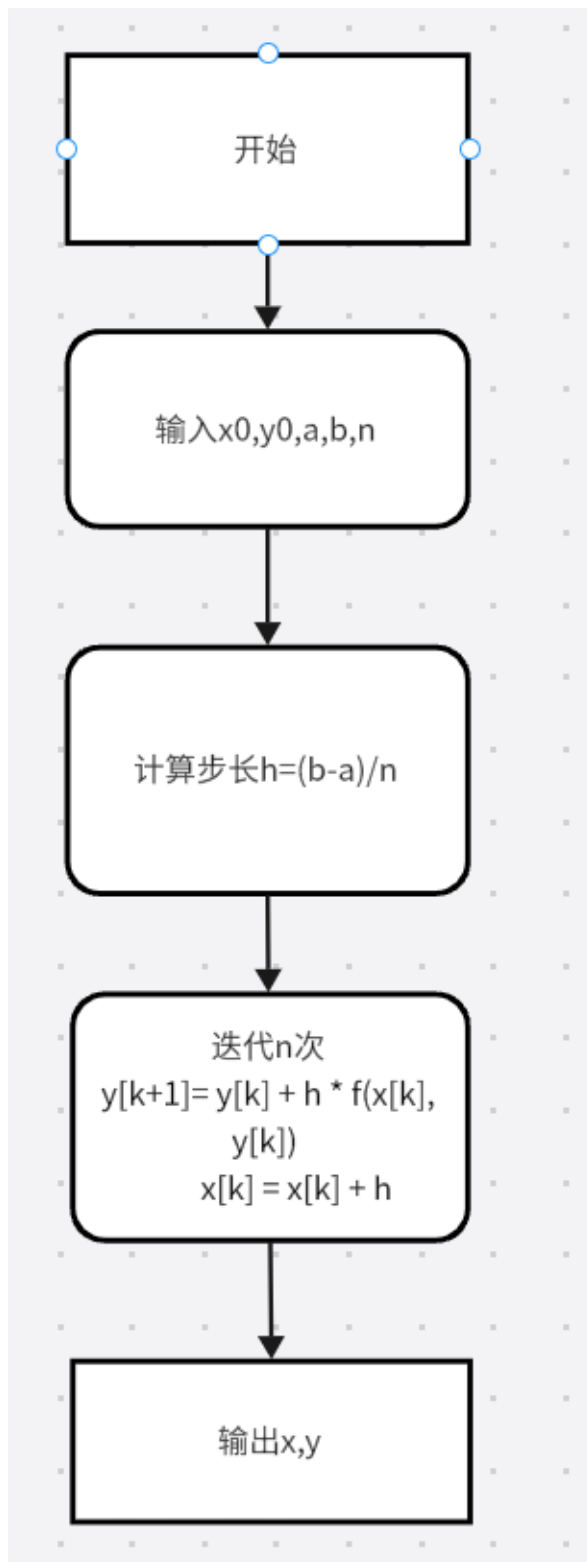 开始
输入x0,y0,a,b,n
计算步长h=(b-a)/n
迭代n次
y[k+1]= y[k] + h * f(x[k],
y[k])
x[k] = x[k] + h
输出x,y